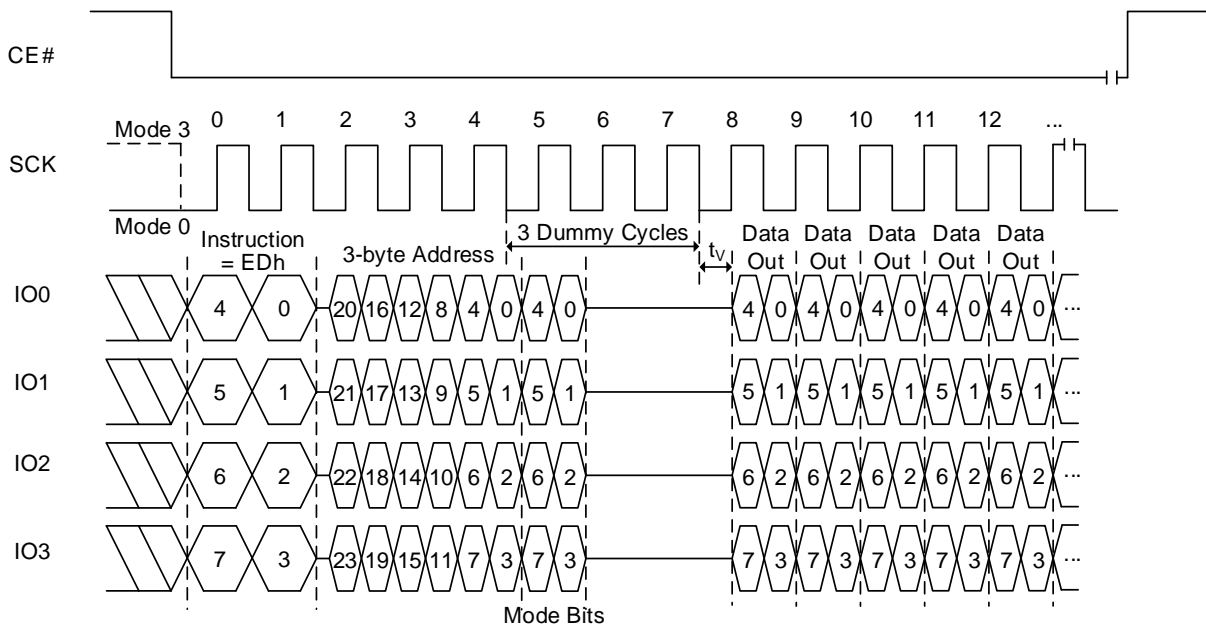 CE#
0 1 2 3 4 5 6 7 8 9 10 11 12 ...
Mode 3
SCK
Mode 0
Instruction
= EDh
3-byte Address
3 Dummy Cycles
tV
Data
Out
Data
Out
Data
Out
Data
Out
Data
Out
IO0
4 0 20 16 12 8 4 0 4 0 4 0 4 0 4 0 4 0 4 0 ...
IO1
5 1 21 17 13 9 5 1 5 1 5 1 5 1 5 1 5 1 5 1 ...
IO2
6 2 22 18 14 10 6 2 6 2 6 2 6 2 6 2 6 2 6 2 ...
IO3
7 3 23 19 15 11 7 3 7 3 7 3 7 3 7 3 7 3 7 3 ...
Mode Bits